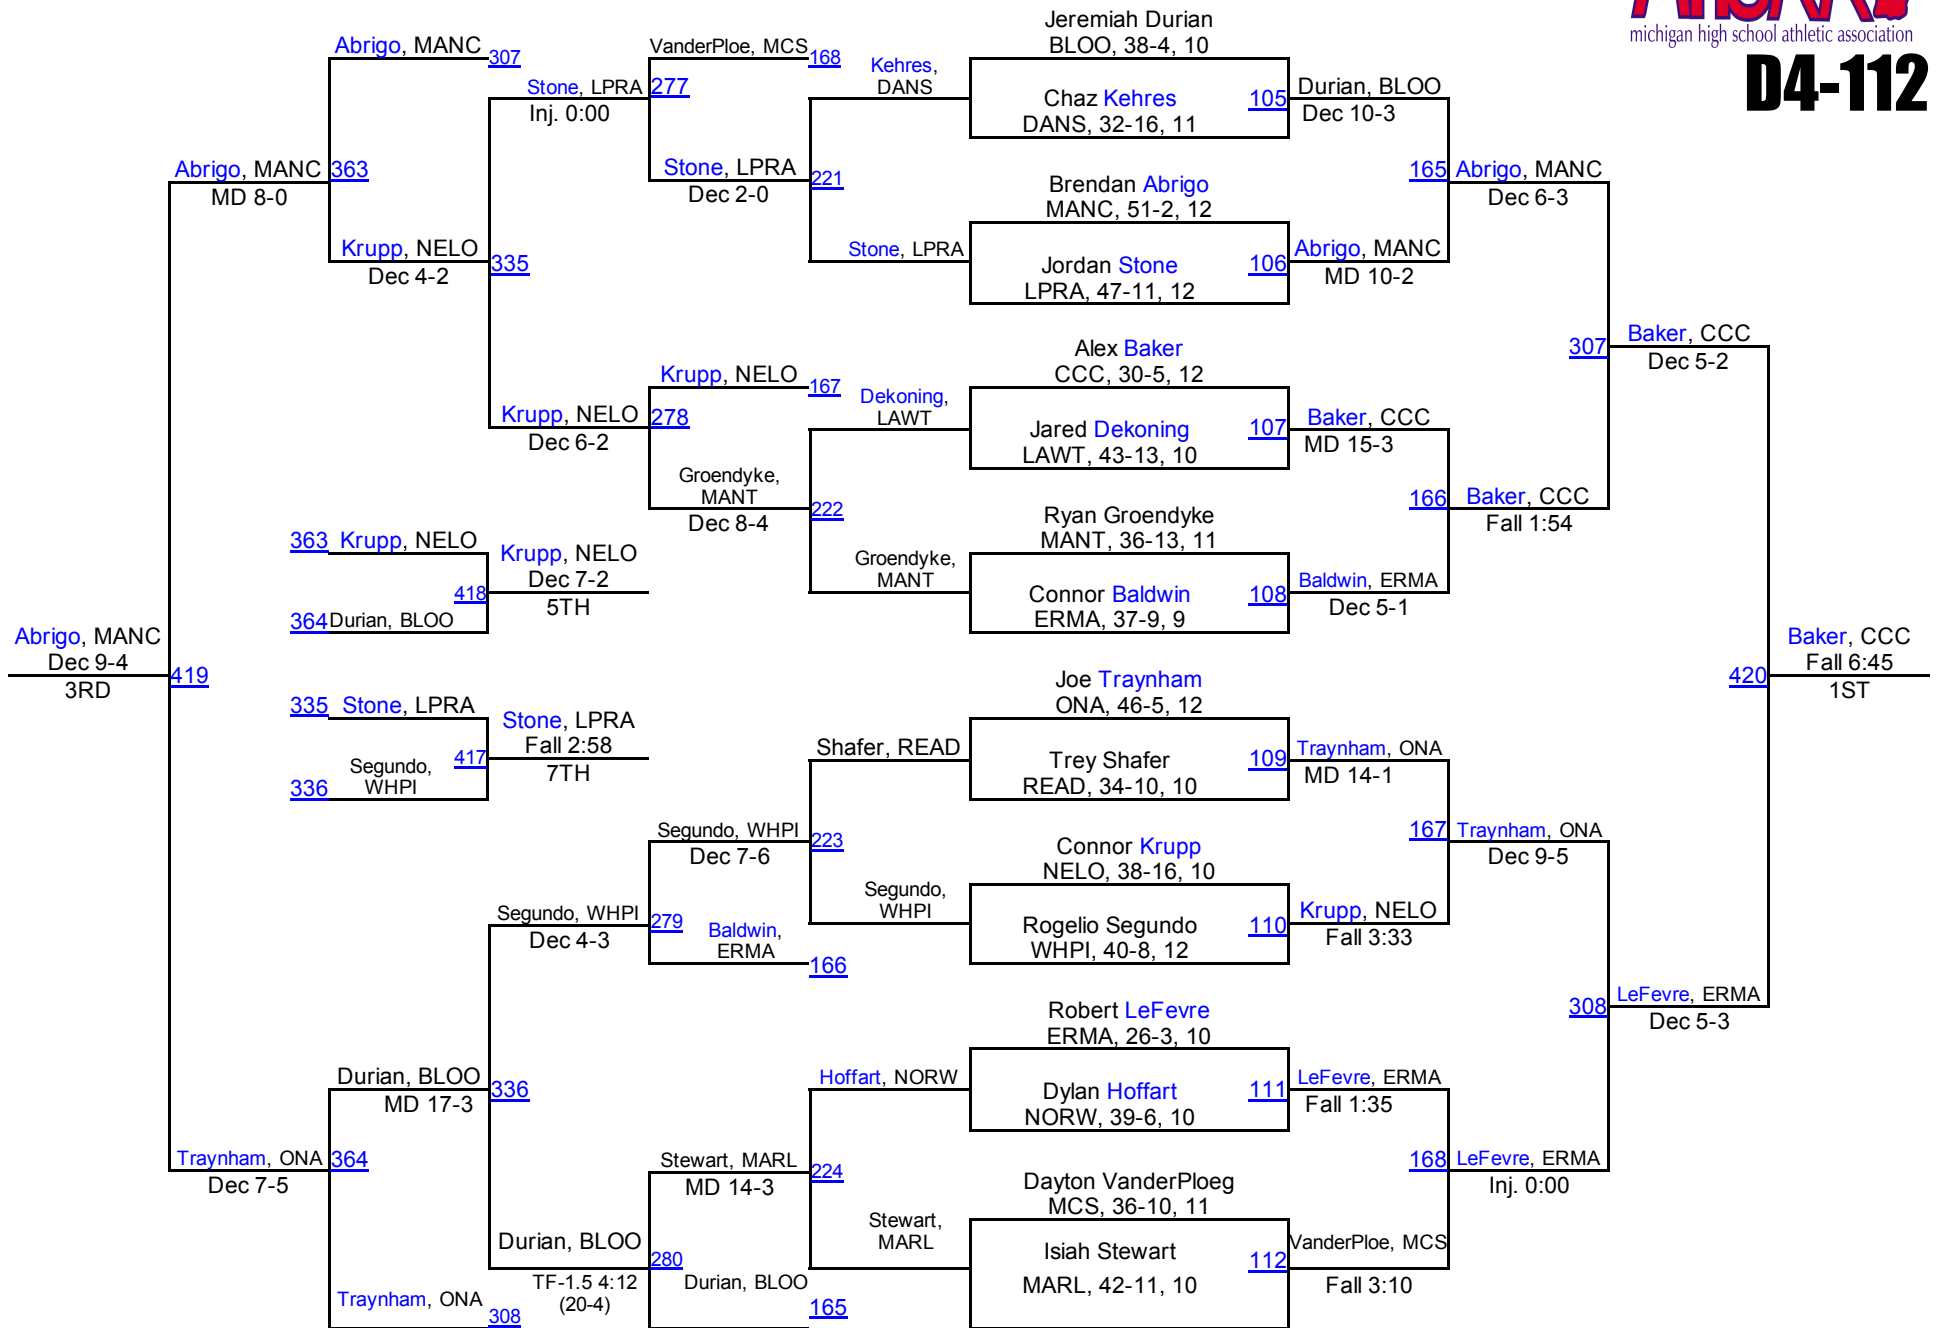 michigan high school athletic association
D4-112
Abrigo, MANC
307
Stone, LPRA
Inj. 0:00
VanderPloe, MCS
168
277
Kehres,
DANS
Jeremiah Durian
BLOO, 38-4, 10
Chaz Kehres
DANS, 32-16, 11
105
Durian, BLOO
Dec 10-3
Abrigo, MANC
MD 8-0
363
Stone, LPRA
Dec 2-0
221
Brendan Abrigo
MANC, 51-2, 12
165
Abrigo, MANC
Dec 6-3
Krupp, NELO
Dec 4-2
335
Stone, LPRA
Jordan Stone
LPRA, 47-11, 12
106
Abrigo, MANC
MD 10-2
Alex Baker
CCC, 30-5, 12
307
Baker, CCC
Dec 5-2
Krupp, NELO
167
Krupp, NELO
Dec 6-2
278
Dekoning,
LAWT
Jared Dekoning
LAWT, 43-13, 10
107
Baker, CCC
MD 15-3
Groendyke,
MANT
Dec 8-4
222
Ryan Groendyke
MANT, 36-13, 11
166
Baker, CCC
Fall 1:54
363
Krupp, NELO
Krupp, NELO
Dec 7-2
5TH
418
364
Durian, BLOO
Groendyke,
MANT
Connor Baldwin
ERMA, 37-9, 9
108
Baldwin, ERMA
Dec 5-1
Abrigo, MANC
Dec 9-4
3RD
419
Joe Traynham
ONA, 46-5, 12
420
Baker, CCC
Fall 6:45
1ST
335
Stone, LPRA
Stone, LPRA
Fall 2:58
7TH
417
336
Segundo,
WHPI
Shafer, READ
Trey Shafer
READ, 34-10, 10
109
Traynham, ONA
MD 14-1
Segundo, WHPI
Dec 7-6
223
Connor Krupp
NELO, 38-16, 10
167
Traynham, ONA
Dec 9-5
Segundo, WHPI
Dec 4-3
279
Baldwin,
ERMA
166
Segundo,
WHPI
Rogelio Segundo
WHPI, 40-8, 12
110
Krupp, NELO
Fall 3:33
Robert LeFevre
ERMA, 26-3, 10
308
LeFevre, ERMA
Dec 5-3
Durian, BLOO
MD 17-3
336
Hoffart, NORW
Dylan Hoffart
NORW, 39-6, 10
111
LeFevre, ERMA
Fall 1:35
Traynham, ONA
Dec 7-5
364
Stewart, MARL
MD 14-3
224
Dayton VanderPloeg
MCS, 36-10, 11
168
LeFevre, ERMA
Inj. 0:00
Durian, BLOO
TF-1.5 4:12
(20-4)
280
Durian, BLOO
165
Stewart,
MARL
Isiah Stewart
MARL, 42-11, 10
112
VanderPloe, MCS
Fall 3:10
Traynham, ONA
308